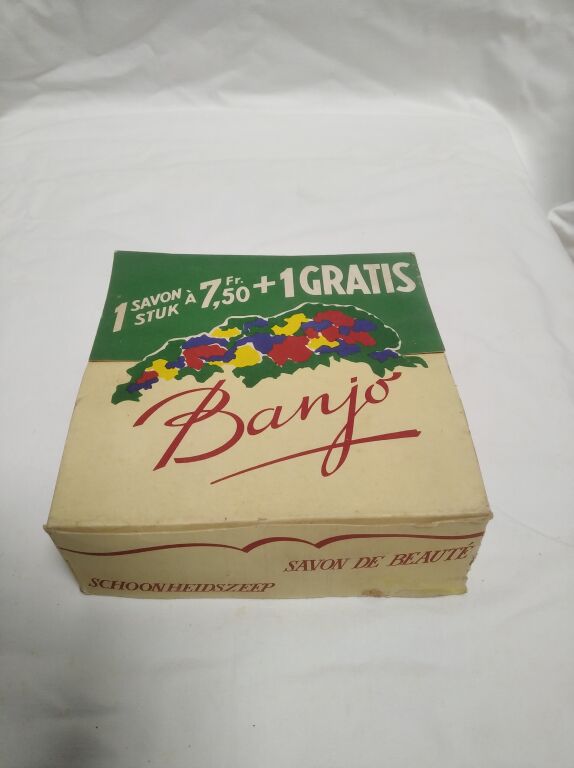 1 SAVON STUK À 7,50 Fr. + 1 GRATIS
Banjo
SAVON DE BEAUTÉ
SCHOONHEIDSZEEP